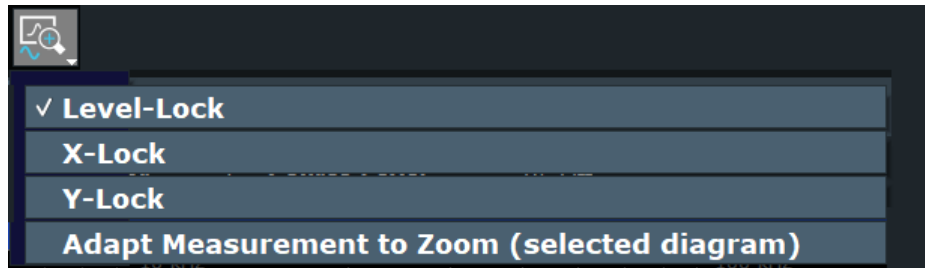 ✓ Level-Lock
X-Lock
Y-Lock
Adapt Measurement to Zoom (selected diagram)